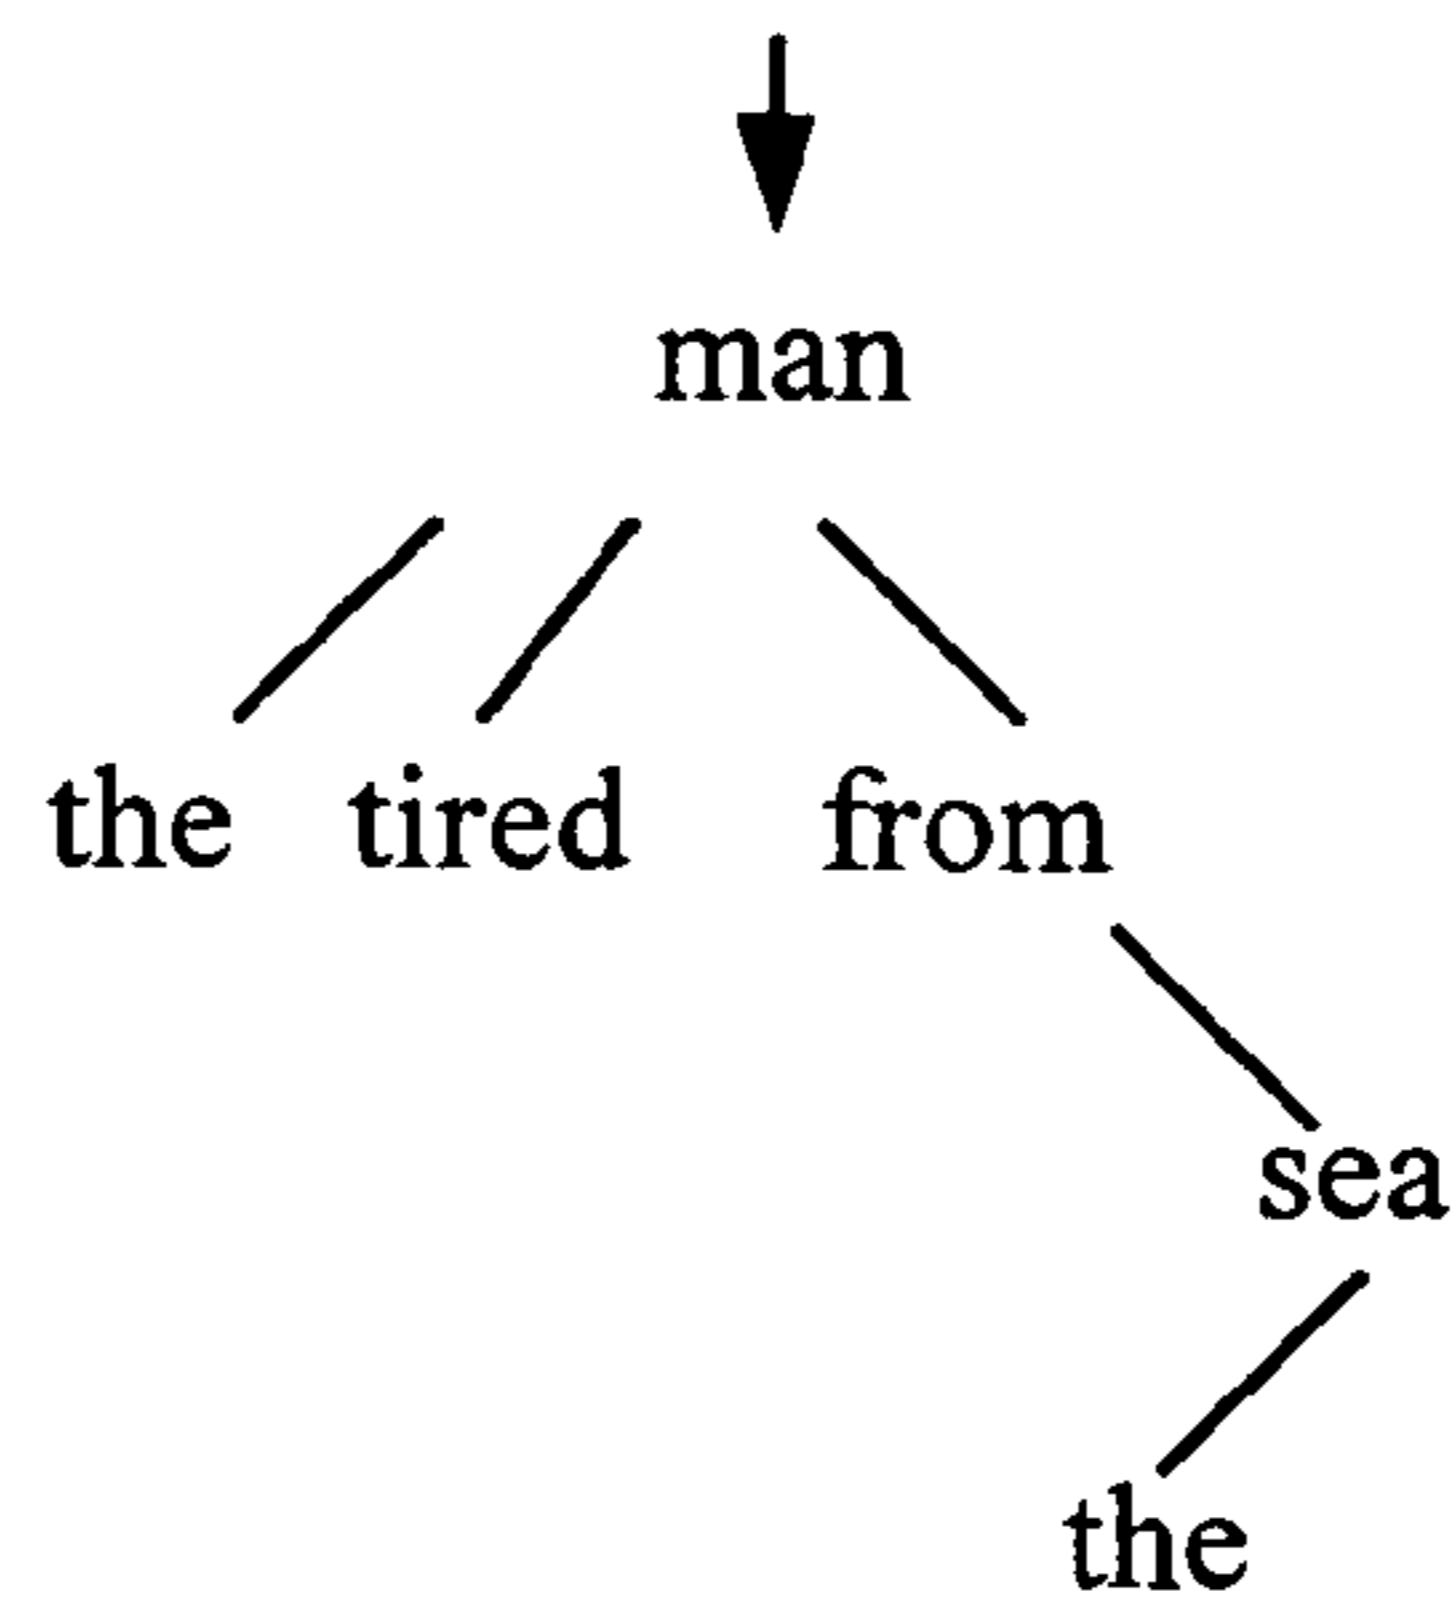 man
the tired from
sea
the